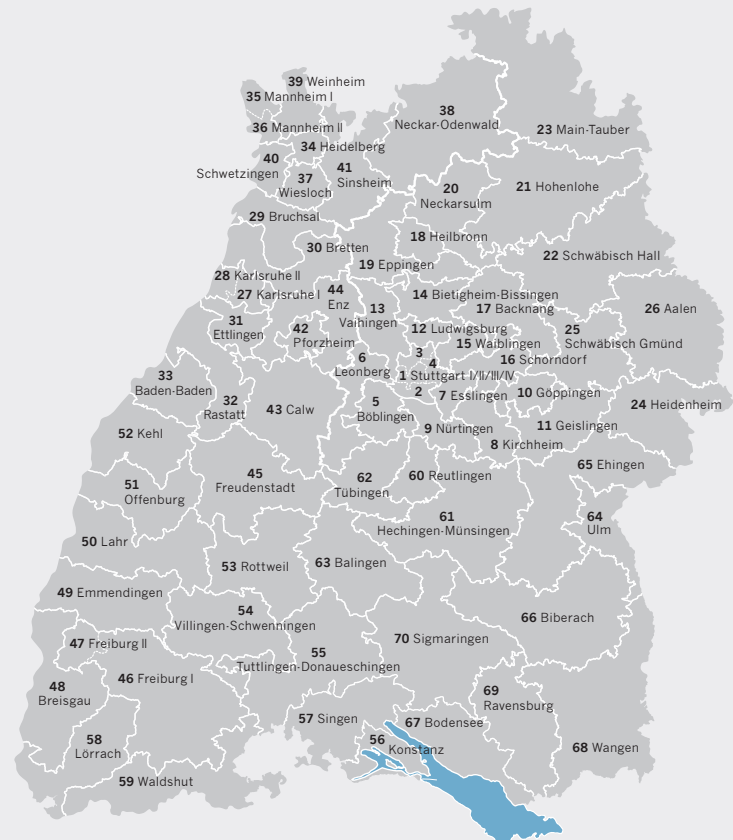 39 Weinheim
35 Mannheim I
38
Neckar-Odenwald
36 Mannheim II
23 Main-Tauber
34 Heidelberg
40
Schwetzingen
41
Sinsheim
37
Wiesloch
20
Neckarsulm
21 Hohenlohe
29 Bruchsal
18 Heilbronn
30 Bretten
22 Schwäbisch Hall
19 Eppingen
28 Karlsruhe II
27 Karlsruhe I
44
Enz
14 Bietigheim-Bissingen
13
Vaihingen
17 Backnang
26 Aalen
31
Ettlingen
42
Pforzheim
12 Ludwigsburg
25
Schwäbisch Gmünd
15 Waiblingen
3
6
Leonberg
16 Schorndorf
4
1 Stuttgart I/II/III/IV
33
Baden-Baden
2
7 Esslingen
10 Göppingen
32
Rastatt
43 Calw
5
Böblingen
24 Heidenheim
52 Kehl
9 Nürtingen
11 Geislingen
8 Kirchheim
65 Ehingen
45
Freudenstadt
62
Tübingen
60 Reutlingen
51
Offenburg
61
Hechingen-Münsingen
64
Ulm
50 Lahr
53 Rottweil
63 Balingen
49 Emmendingen
54
Villingen-Schwenningen
66 Biberach
47 Freiburg II
70 Sigmaringen
55
Tuttlingen-Donaueschingen
46 Freiburg I
48
Breisgau
69
Ravensburg
57 Singen
67 Bodensee
58
Lörrach
56
Konstanz
68 Wangen
59 Waldshut